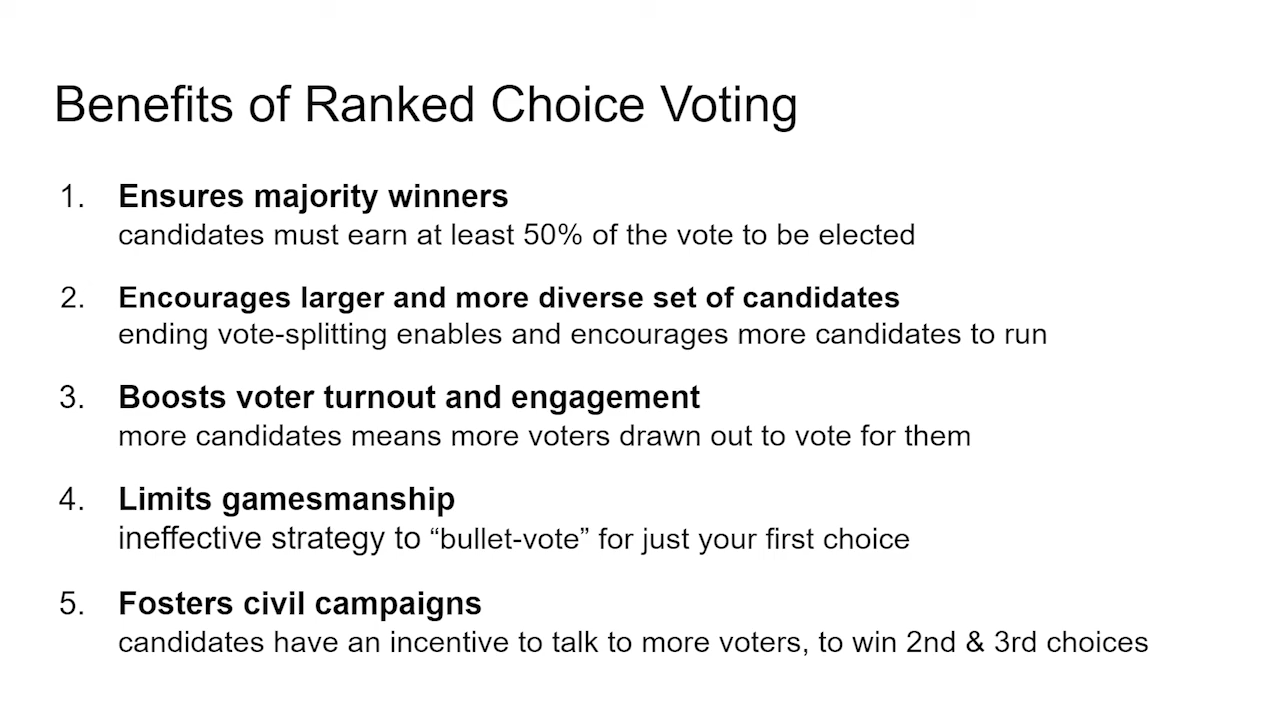 Benefits of Ranked Choice Voting
1. Ensures majority winners
candidates must earn at least 50% of the vote to be elected
2. Encourages larger and more diverse set of candidates
ending vote-splitting enables and encourages more candidates to run
3. Boosts voter turnout and engagement
more candidates means more voters drawn out to vote for them
4. Limits gamesmanship
ineffective strategy to “bullet-vote” for just your first choice
5. Fosters civil campaigns
candidates have an incentive to talk to more voters, to win 2nd & 3rd choices